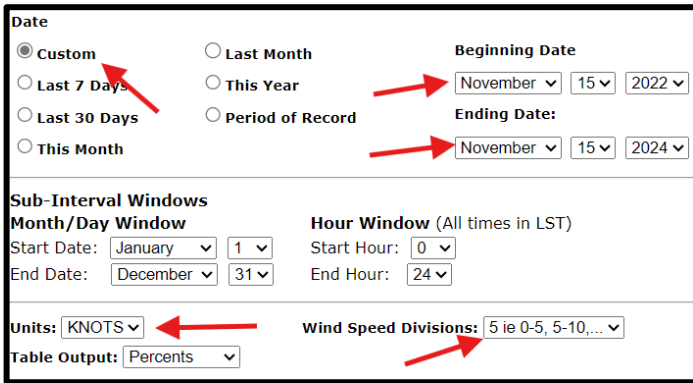 Date
Custom Last Month Beginning Date
Last 7 Days This Year November 15 2022
Last 30 Days Period of Record Ending Date:
This Month November 15 2024
Sub-Interval Windows
Month/Day Window Hour Window (All times in LST)
Start Date: January 1 Start Hour: 0
End Date: December 31 End Hour: 24
Units: KNOTS Wind Speed Divisions: 5 ie 0-5, 5-10,...
Table Output: Percents